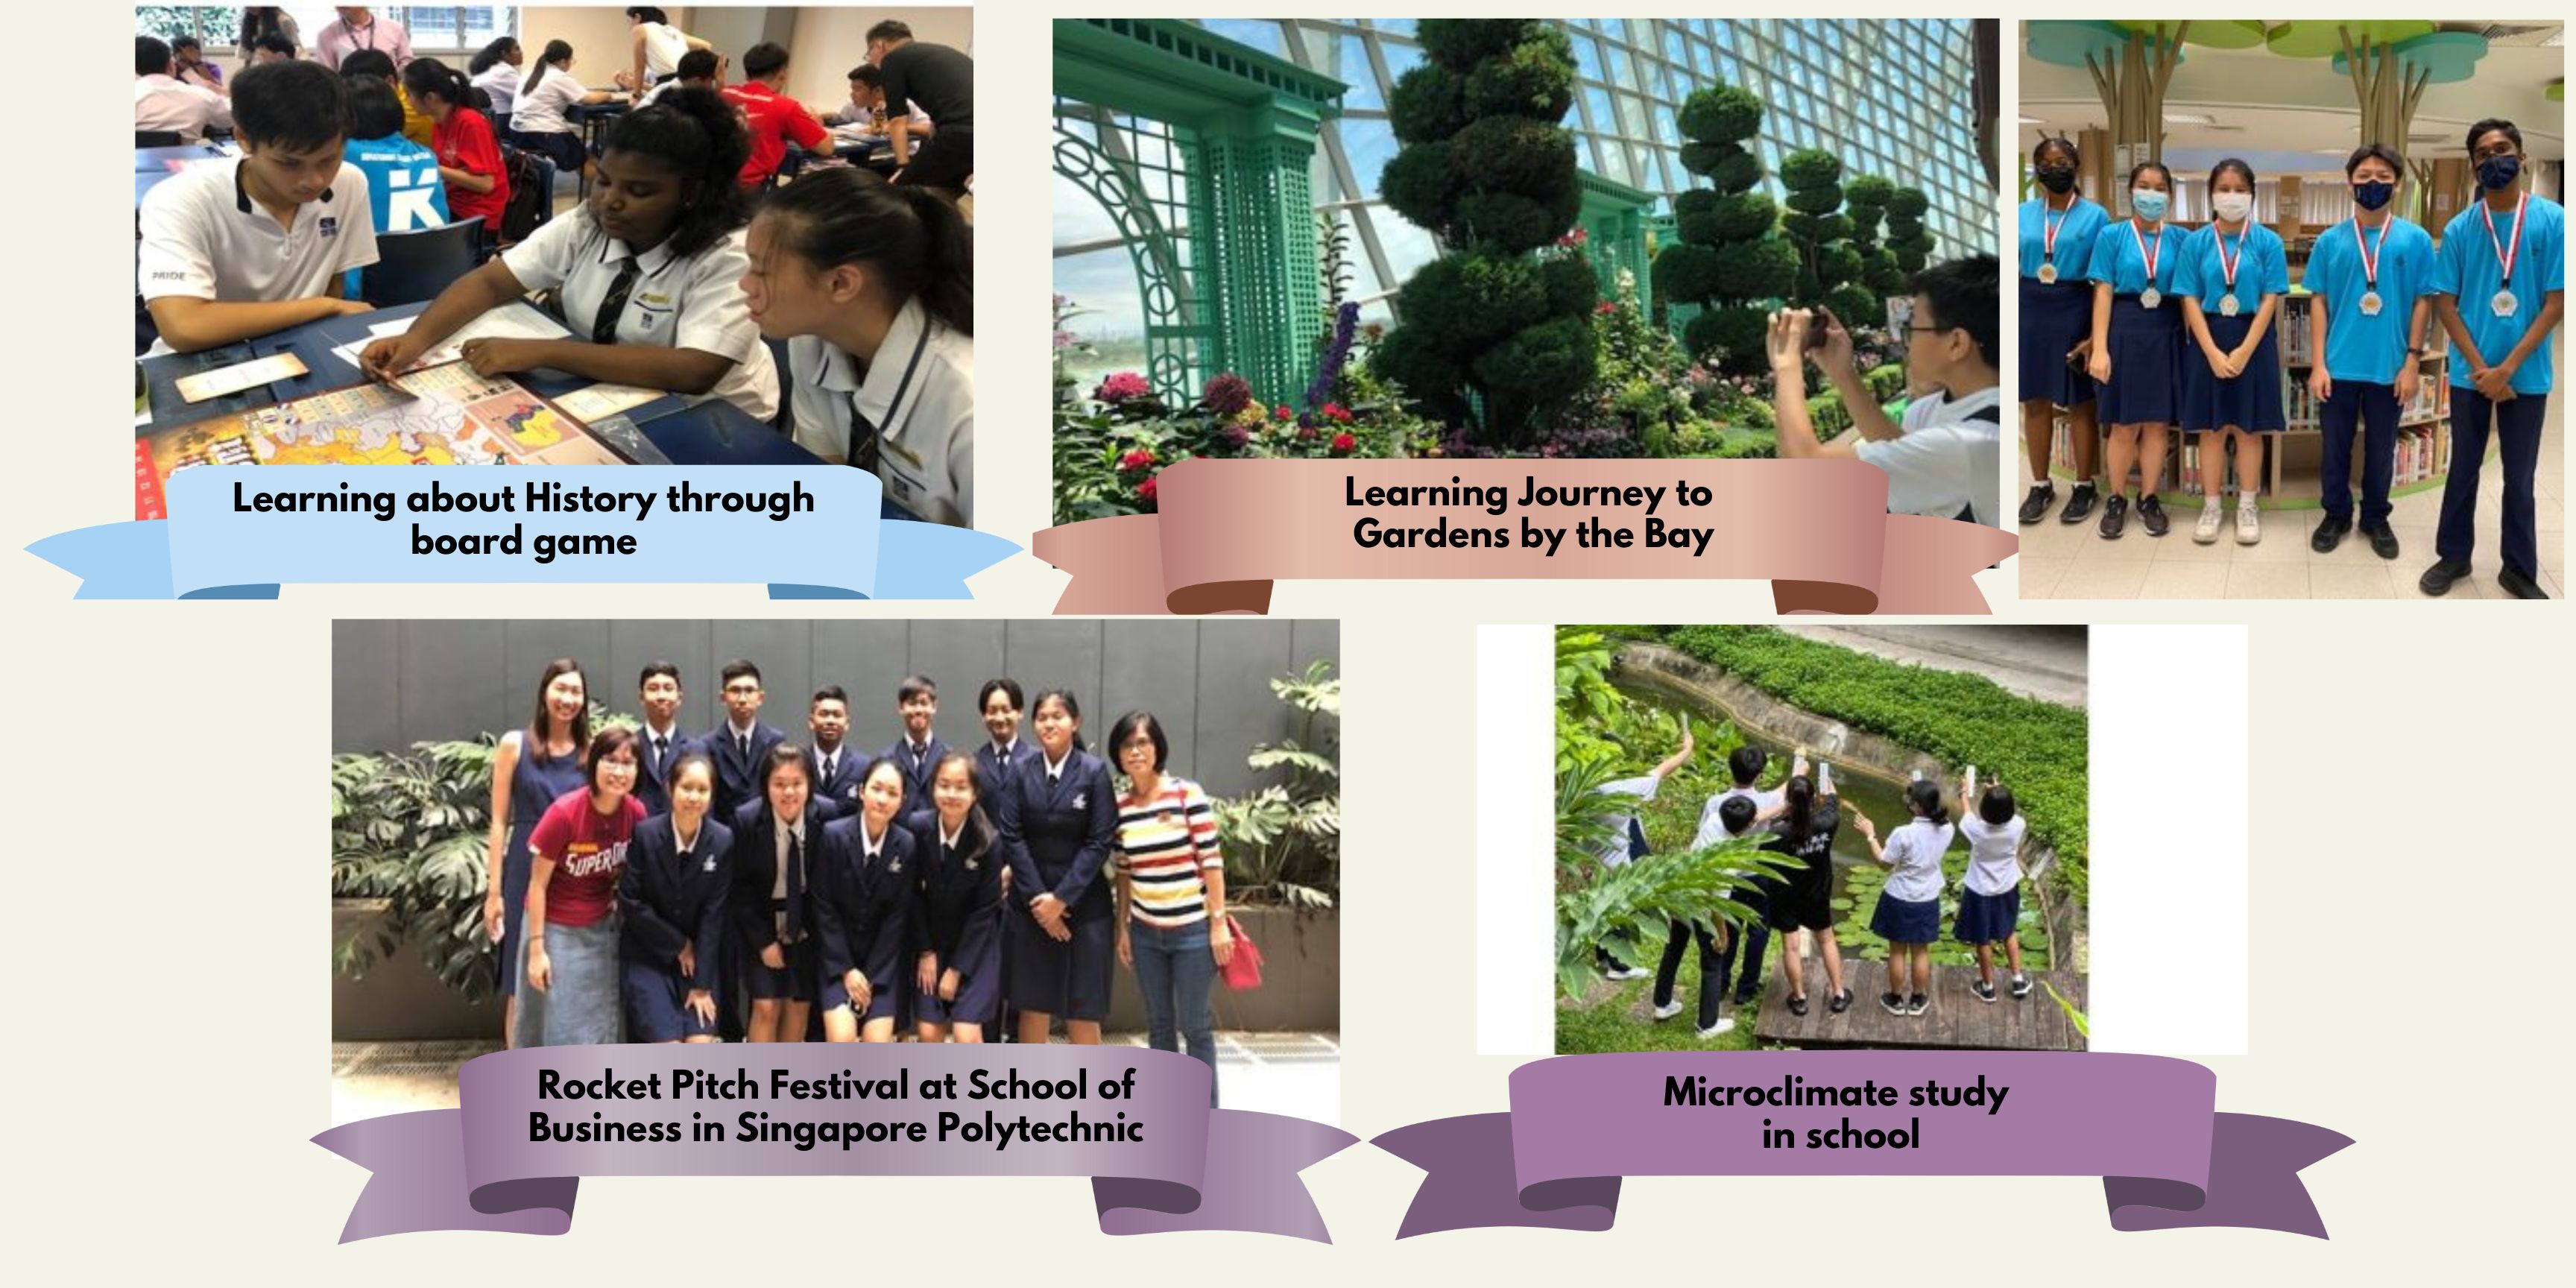 PRIDE
K
Learning about History through
board game
Learning Journey to
Gardens by the Bay
Rocket Pitch Festival at School of
Business in Singapore Polytechnic
Microclimate study
in school